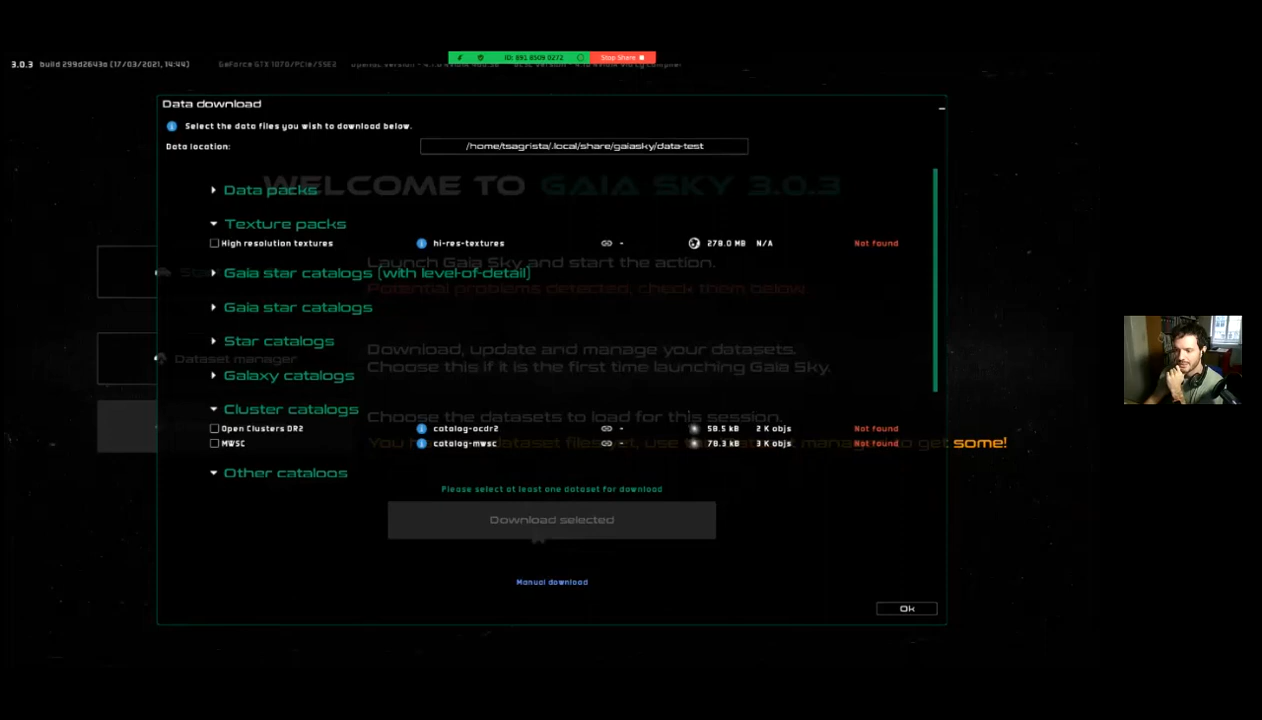 ID: 891 8509 0272 Stop Share
3.0.3 build 299d2643a (17/03/2021, 14:44) GeForce GTX 1070/PCIe/SSE2
Data download
Select the data files you wish to download below.
Data location: /home/tsagrista/.local/share/gaiasky/data-test
WELCOME TO GAIA SKY 3.0.3
Data packs
Texture packs
High resolution textures hi-res-textures - 278.0 MB N/A Not found
Launch Gaia Sky and start the action.
Gaia star catalogs (with level-of-detail)
Potential problems detected, check them below
Gaia star catalogs
Star catalogs
Download, update and manage your datasets.
Dataset manager
Choose this if it is the first time launching Gaia Sky.
Galaxy catalogs
Cluster catalogs
Choose the datasets to load for this session.
Open Clusters DR2 catalog-ocdr2 - 58.5 kB 2 K objs Not found
MWSC catalog-mwsc - 78.3 kB 3 K objs Not found
some!
Other catalogs
Please select at least one dataset for download
Download selected
Manual download
Ok